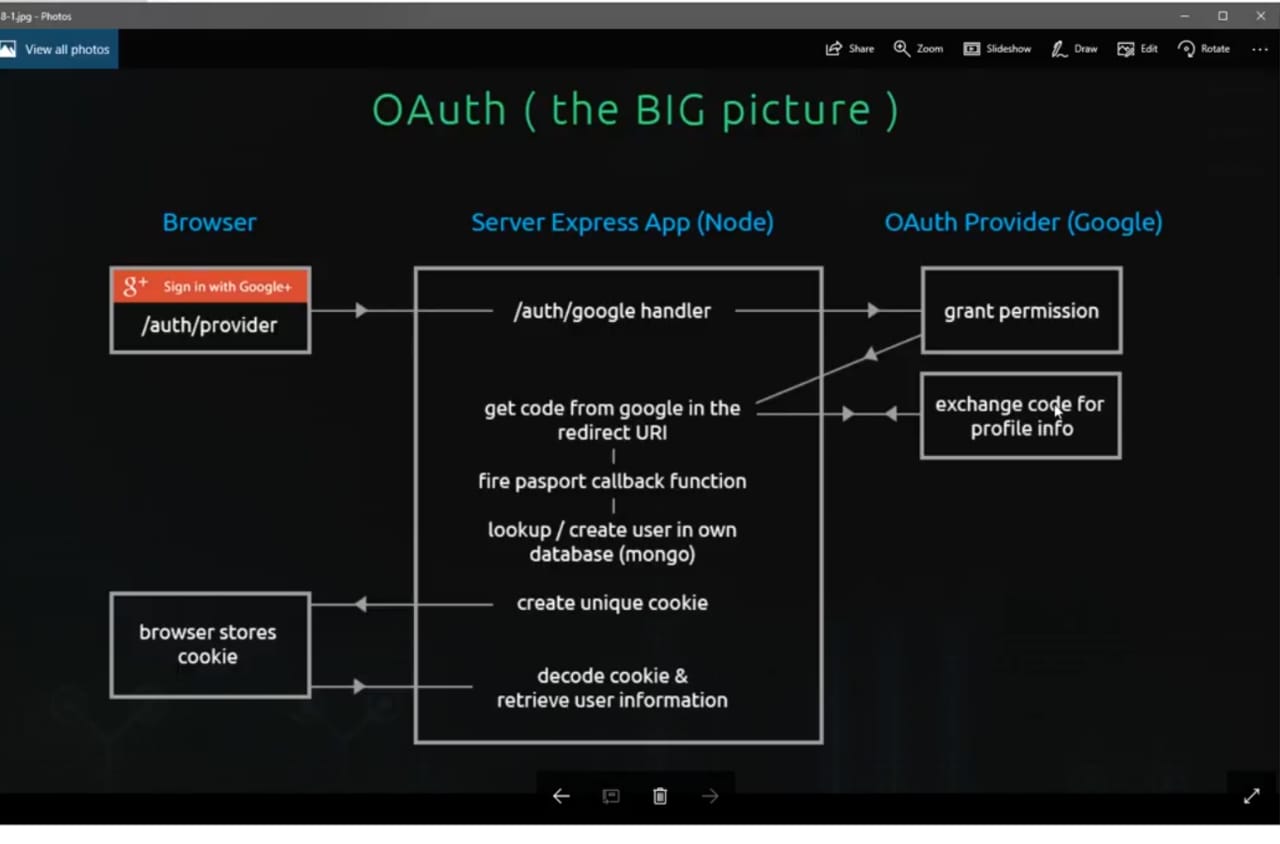 8-1.jpg - Photos
View all photos
Share
Zoom
Slideshow
Draw
Edit
Rotate
OAuth ( the BIG picture )
Browser
Server Express App (Node)
OAuth Provider (Google)
g+ Sign in with Google+
/auth/provider
/auth/google handler
grant permission
get code from google in the
redirect URI
exchange code for
profile info
fire pasport callback function
lookup / create user in own
database (mongo)
create unique cookie
browser stores
cookie
decode cookie &
retrieve user information